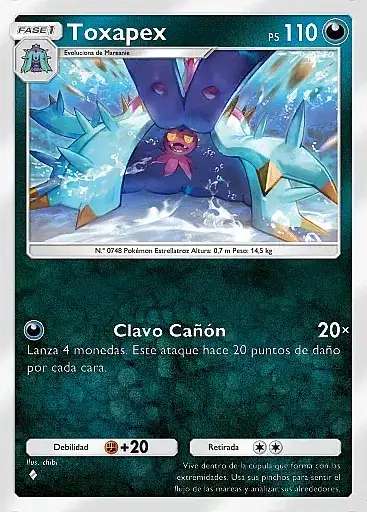 FASE 1
Toxapex
PS 110
Evoluciona de Mareanie
N.º 0748 Pokémon Estrellatroz Altura: 0,7 m Peso: 14,5 kg
Clavo Cañón 20×
Lanza 4 monedas. Este ataque hace 20 puntos de daño
por cada cara.
Debilidad +20
Retirada
Ilus. chibi
Vive dentro de la cúpula que forma con las
extremidades. Usa sus pinchos para sentir el
flujo de las mareas y analizar sus alrededores.